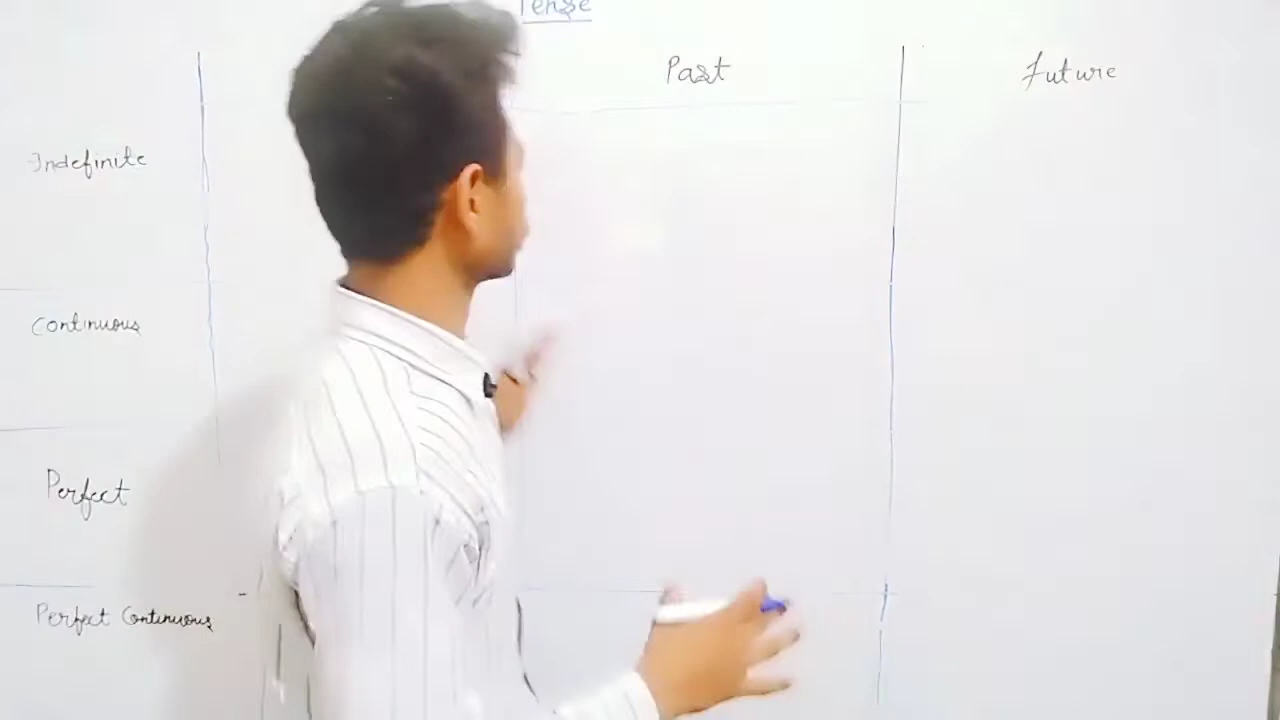 Tense
Past
Future
Indefinite
Continuous
Perfect
Perfect Continuous